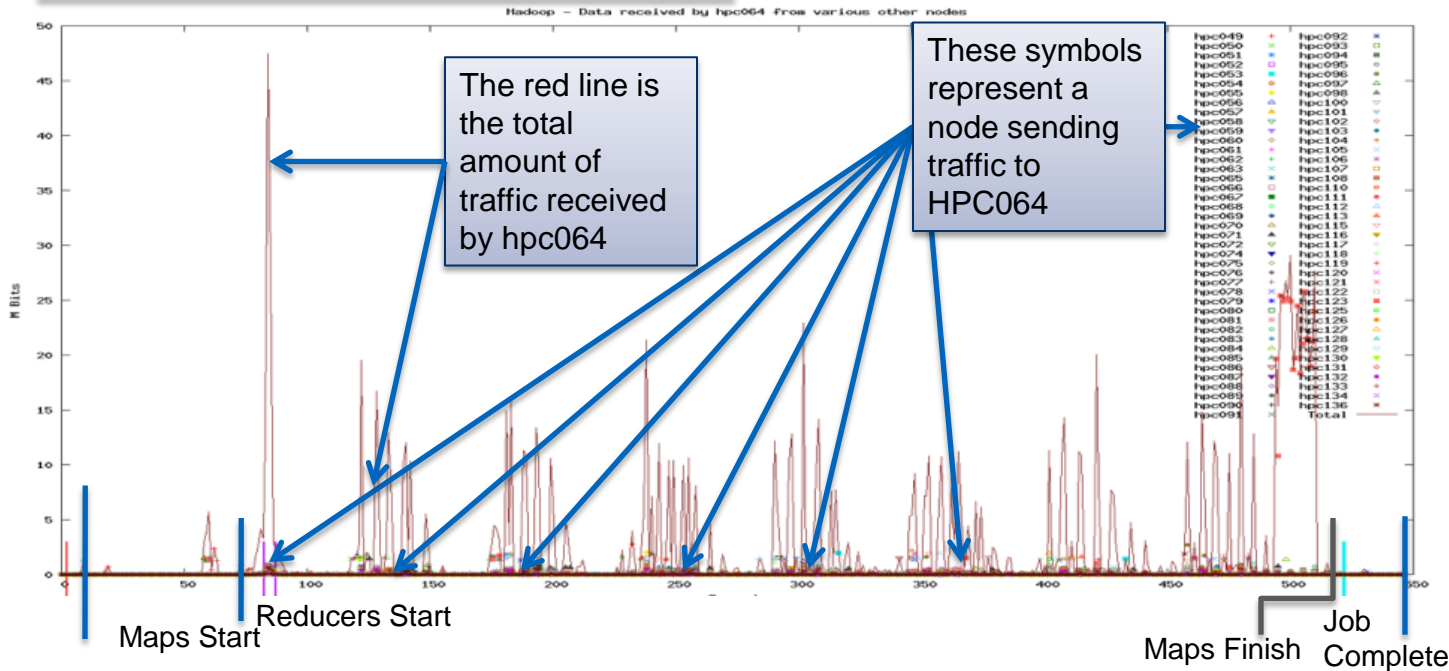 Hadoop - Data received by hpc064 from various other nodes
50
45
40
35
30
25
20
15
10
5
0
M Bits
The red line is
the total
amount of
traffic received
by hpc064
These symbols
represent a
node sending
traffic to
HPC064
hpc049 hpc092
hpc050 hpc093
hpc051 hpc094
hpc052 hpc095
hpc053 hpc096
hpc054 hpc097
hpc055 hpc098
hpc056 hpc100
hpc057 hpc101
hpc058 hpc102
hpc059 hpc103
hpc060 hpc104
hpc061 hpc105
hpc062 hpc106
hpc063 hpc107
hpc065 hpc108
hpc066 hpc110
hpc067 hpc111
hpc068 hpc112
hpc069 hpc113
hpc070 hpc115
hpc071 hpc116
hpc072 hpc117
hpc074 hpc118
hpc075 hpc119
hpc076 hpc120
hpc077 hpc121
hpc078 hpc122
hpc079 hpc123
hpc080 hpc125
hpc081 hpc126
hpc082 hpc127
hpc083 hpc128
hpc084 hpc129
hpc085 hpc130
hpc086 hpc131
hpc087 hpc132
hpc088 hpc133
hpc089 hpc134
hpc090 hpc136
hpc091 Total
0 50 100 150 200 250 300 350 400 450 500 550
Maps Start
Reducers Start
Maps Finish
Job
Complete